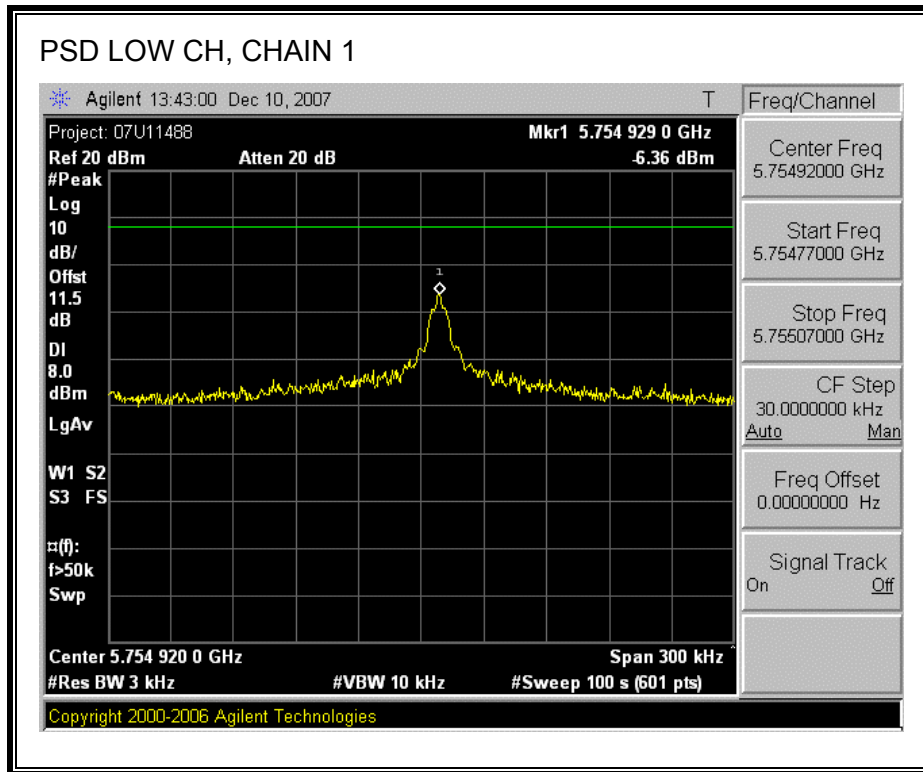 PSD LOW CH, CHAIN 1
Agilent 13:43:00 Dec 10, 2007 T
Freq/Channel
Project: 07U11488 Mkr1 5.754 929 0 GHz
Ref 20 dBm Atten 20 dB -6.36 dBm
#Peak
Log
10
dB/
Offst
11.5
dB
DI
8.0
dBm
LgAv
W1 S2
S3 FS
¤(f):
f>50k
Swp
1
Center 5.754 920 0 GHz Span 300 kHz
#Res BW 3 kHz #VBW 10 kHz #Sweep 100 s (601 pts)
Copyright 2000-2006 Agilent Technologies
Center Freq
5.75492000 GHz
Start Freq
5.75477000 GHz
Stop Freq
5.75507000 GHz
CF Step
30.0000000 kHz
Auto Man
Freq Offset
0.00000000 Hz
Signal Track
On Off